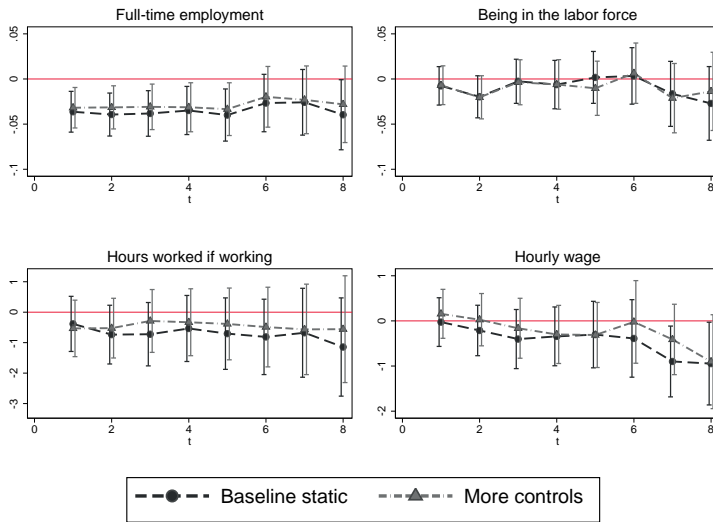 Full-time employment
.05
0
-.05
-.1
0 2 4 6 8
t
Being in the labor force
.05
0
-.05
-.1
0 2 4 6 8
t
Hours worked if working
1
0
-1
-2
-3
0 2 4 6 8
t
Hourly wage
1
0
-1
-2
0 2 4 6 8
t
Baseline static More controls